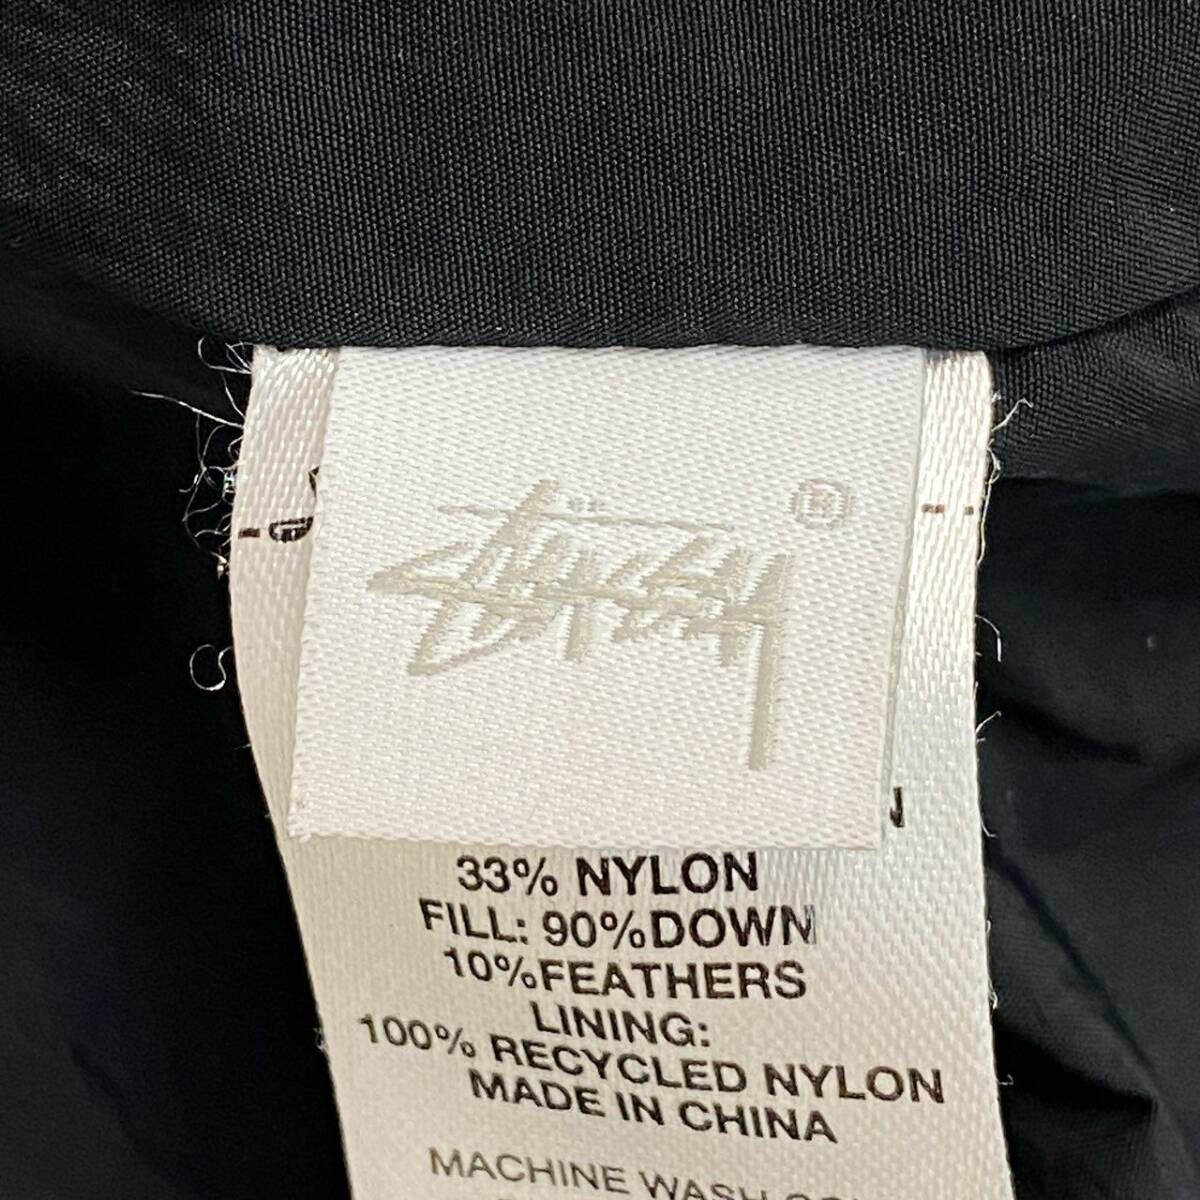 Stüssy ®
33% NYLON
FILL: 90%DOWN
10%FEATHERS
LINING:
100% RECYCLED NYLON
MADE IN CHINA
MACHINE WASH